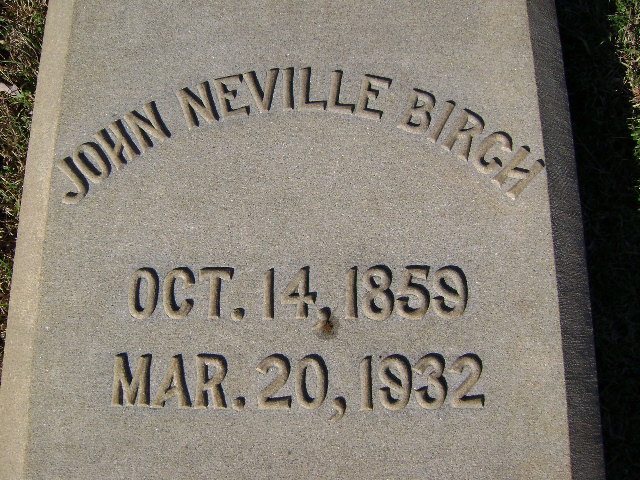 JOHN NEVILLE BIRCH
OCT. 14, 1859
MAR. 20, 1932